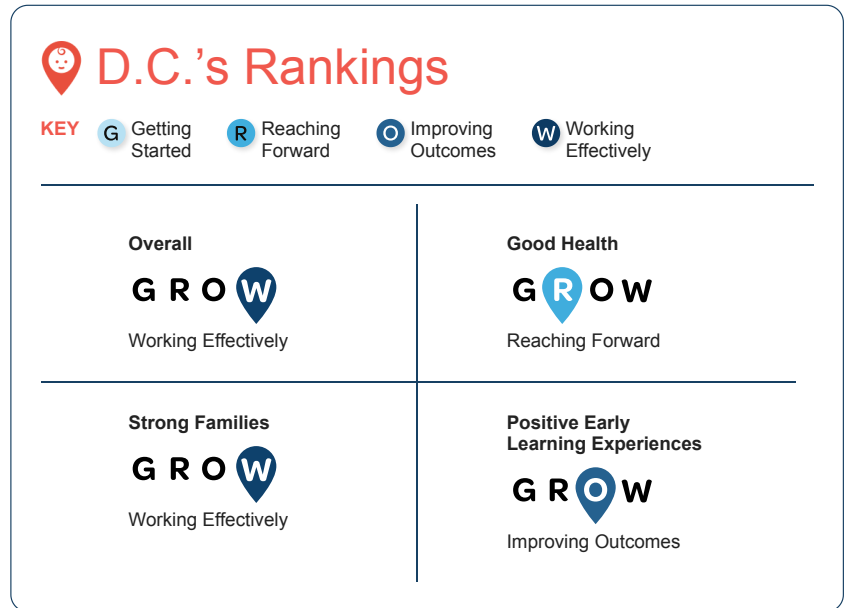 D.C.'s Rankings
KEY
G Getting
Started
R Reaching
Forward
O Improving
Outcomes
W Working
Effectively
Overall
GROW
Working Effectively
Good Health
GROW
Reaching Forward
Strong Families
GROW
Working Effectively
Positive Early
Learning Experiences
GROW
Improving Outcomes